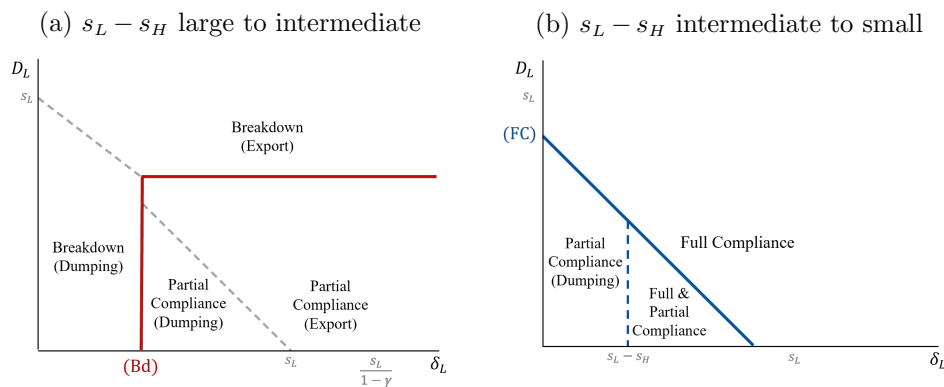 (a) s_L − s_H large to intermediate
D_L
s_L
Breakdown
(Export)
Breakdown
(Dumping)
Partial
Compliance
(Dumping)
Partial
Compliance
(Export)
(Bd)
s_L
s_L
1 − γ
δ_L
(b) s_L − s_H intermediate to small
D_L
s_L
(FC)
Partial
Compliance
(Dumping)
Full Compliance
Full &
Partial
Compliance
s_L − s_H
s_L
δ_L